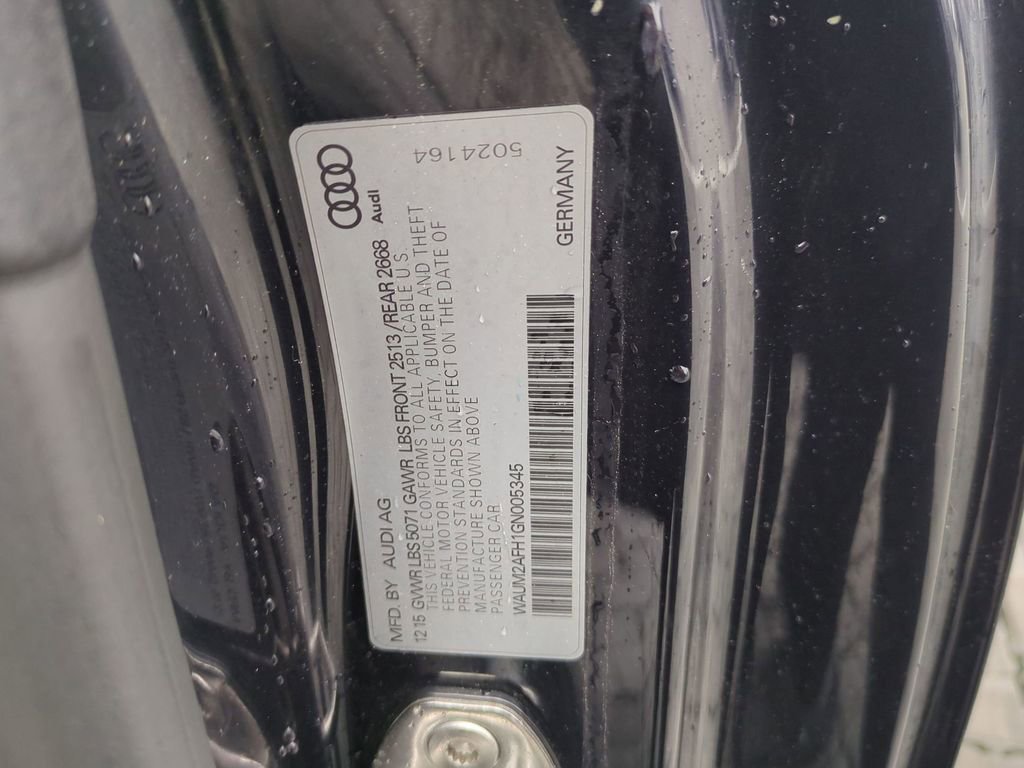 MFD. BY AUDI AG
12 15 GVWR LBS 5071 GAWR LBS FRONT 2513 /REAR 2668
THIS VEHICLE CONFORMS TO ALL APPLICABLE U.S.
FEDERAL MOTOR VEHICLE SAFETY, BUMPER AND THEFT
PREVENTION STANDARDS IN EFFECT ON THE DATE OF
MANUFACTURE SHOWN ABOVE
PASSENGER CAR
WAUM2AFH1GN005345
Audi
5024164
GERMANY